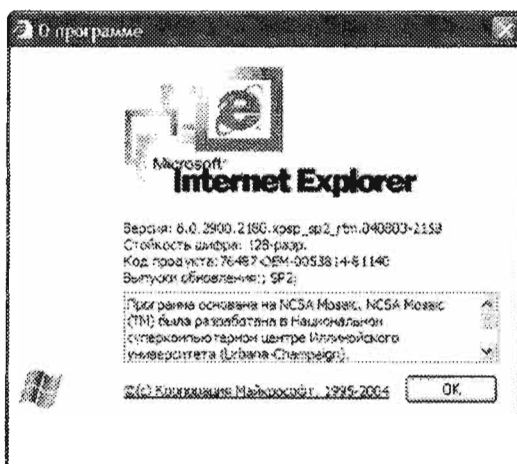 О программе
Microsoft
Internet Explorer
Версия: 6.0.2900.2180.xpsp_sp2_rtm.040803-2158
Стойкость шифра: 128-разр.
Код продукта: 76487-OEM-0053814-81140
Выпуски обновления:; SP2;
Программа основана на NCSA Mosaic. NCSA Mosaic
(TM) была разработана в Национальном
суперкомпьютерном центре Иллинойского
университета (Urbana-Champaign).
©(c) Корпорация Майкрософт, 1995-2004
OK